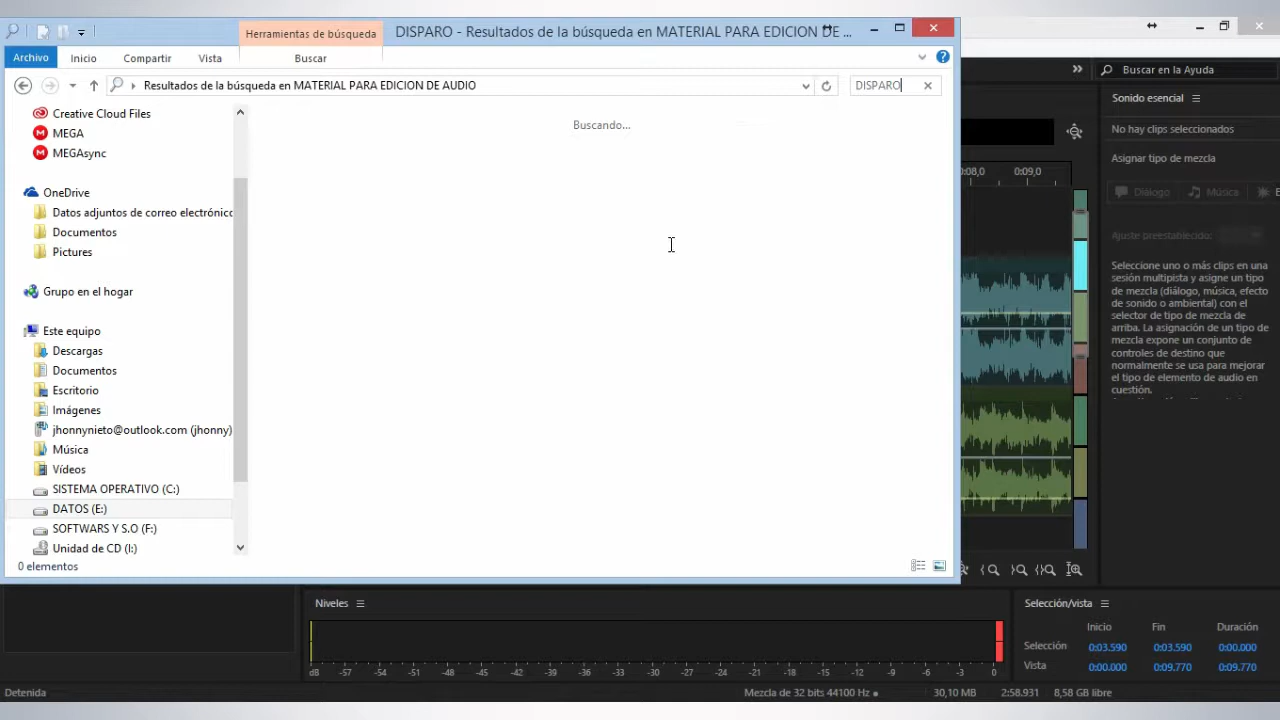 Herramientas de búsqueda
DISPARO - Resultados de la búsqueda en MATERIAL PARA EDICION DE ...
Archivo
Inicio
Compartir
Vista
Buscar
Resultados de la búsqueda en MATERIAL PARA EDICION DE AUDIO
DISPARO
Buscar en la Ayuda
Creative Cloud Files
MEGA
MEGAsync
OneDrive
Datos adjuntos de correo electrónico
Documentos
Pictures
Grupo en el hogar
Este equipo
Descargas
Documentos
Escritorio
Imágenes
jhonnynieto@outlook.com (jhonny)
Música
Vídeos
SISTEMA OPERATIVO (C:)
DATOS (E:)
SOFTWARS Y S.O (F:)
Unidad de CD (I:)
0 elementos
Buscando...
0:08,0
0:09,0
Sonido esencial
No hay clips seleccionados
Asignar tipo de mezcla
Diálogo
Música
E
Ajuste preestablecido:
Seleccione uno o más clips en una
sesión multipista y asigne un tipo
de mezcla (diálogo, música, efecto
de sonido o ambiental) con el
selector de tipo de mezcla de
arriba. La asignación de un tipo de
mezcla expone un conjunto de
controles de destino que
normalmente se usa para mejorar
el tipo de elemento de audio en
cuestión.
Niveles
dB -57 -54 -51 -48 -45 -42 -39 -36 -33 -30 -27 -24 -21 -18 -15 -12 -9 -6 -3 0
Selección/vista
Inicio Fin Duración
Selección 0:03.590 0:03.590 0:00.000
Vista 0:00.000 0:09.770 0:09.770
Detenida
Mezcla de 32 bits 44100 Hz
30,10 MB
2:58.931
8,58 GB libre